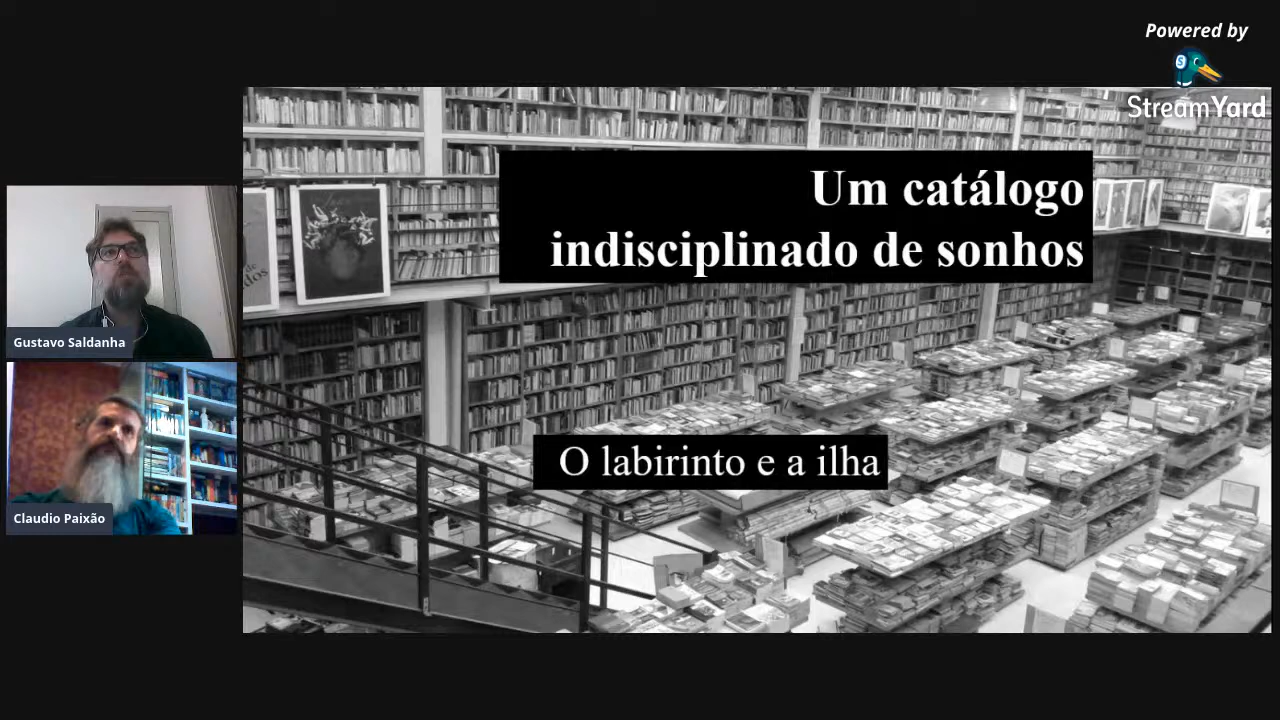 Powered by
StreamYard
Um catálogo
indisciplinado de sonhos
Gustavo Saldanha
O labirinto e a ilha
Claudio Paixão